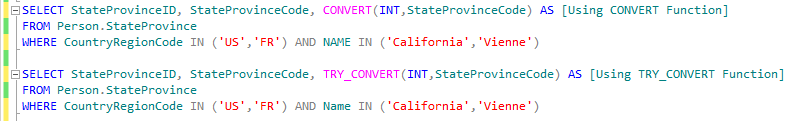 SELECT StateProvinceID, StateProvinceCode, CONVERT(INT,StateProvinceCode) AS [Using CONVERT Function]
FROM Person.StateProvince
WHERE CountryRegionCode IN ('US','FR') AND NAME IN ('California','Vienne')
SELECT StateProvinceID, StateProvinceCode, TRY_CONVERT(INT,StateProvinceCode) AS [Using TRY_CONVERT Function]
FROM Person.StateProvince
WHERE CountryRegionCode IN ('US','FR') AND Name IN ('California','Vienne')